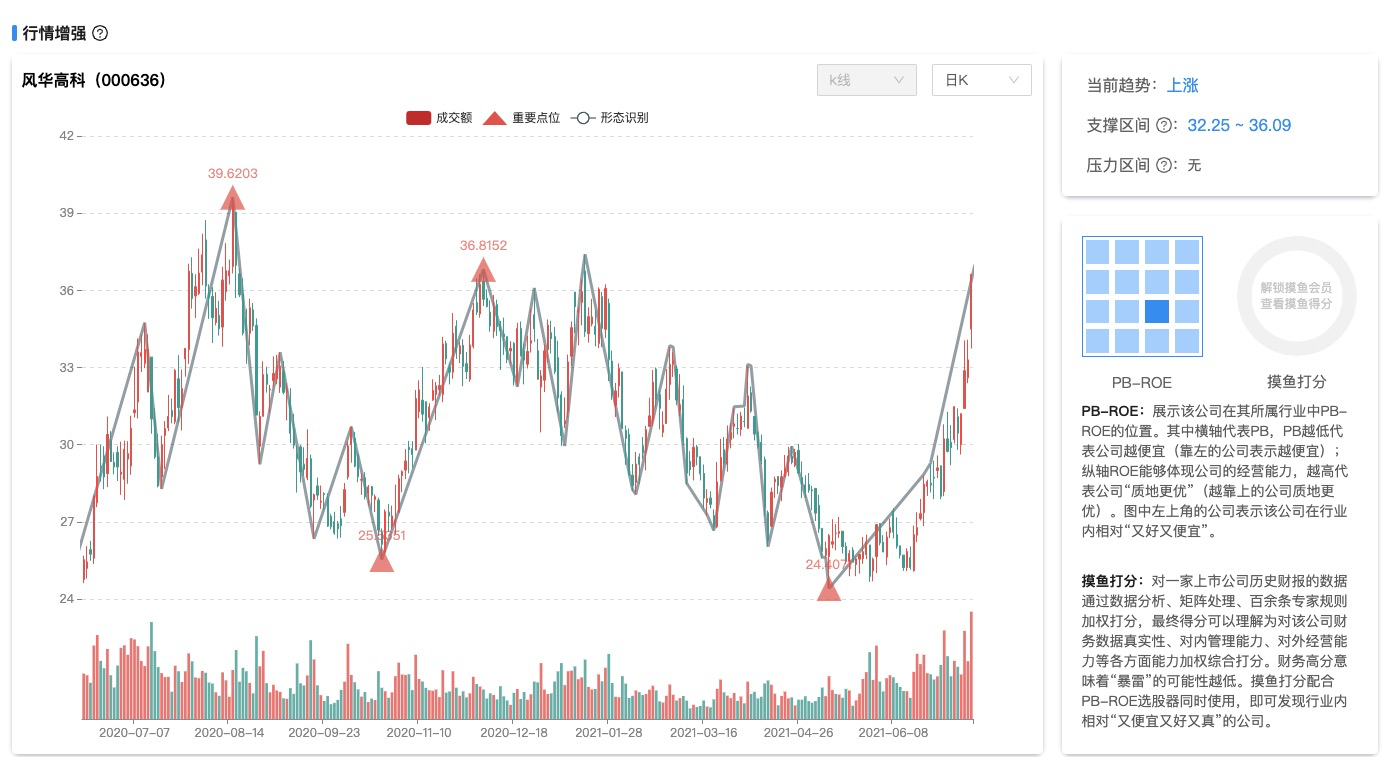 行情增强 ?
风华高科（000636）
k线
日K
成交额 重要点位 形态识别
42
39
36
33
30
27
24
39.6203
36.8152
2020-07-07 2020-08-14 2020-09-23 2020-11-10 2020-12-18 2021-01-28 2021-03-16 2021-04-26 2021-06-08
当前趋势：上涨
支撑区间 ?：32.25 ~ 36.09
压力区间 ?：无
解锁摸鱼会员
查看摸鱼得分
PB-ROE
摸鱼打分
PB-ROE：展示该公司在其所属行业中PB-
ROE的位置。其中横轴代表PB，PB越低代
表公司越便宜（靠左的公司表示越便宜）；
纵轴ROE能够体现公司的经营能力，越高代
表公司“质地更优”（越靠上的公司质地更
优）。图中左上角的公司表示该公司在行业
内相对“又好又便宜”。
摸鱼打分：对一家上市公司历史财报的数据
通过数据分析、矩阵处理、百余条专家规则
加权打分，最终得分可以理解为对该公司财
务数据真实性、对内管理能力、对外经营能
力等各方面能力加权综合打分。财务高分意
味着“暴雷”的可能性越低。摸鱼打分配合
PB-ROE选股器同时使用，即可发现行业内
相对“又便宜又好又真”的公司。